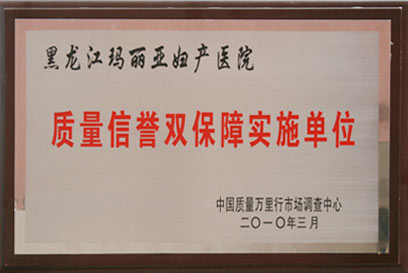 黑龙江玛丽亚妇产医院
质量信誉双保障实施单位
中国质量万里行市场调查中心
二〇一〇年三月